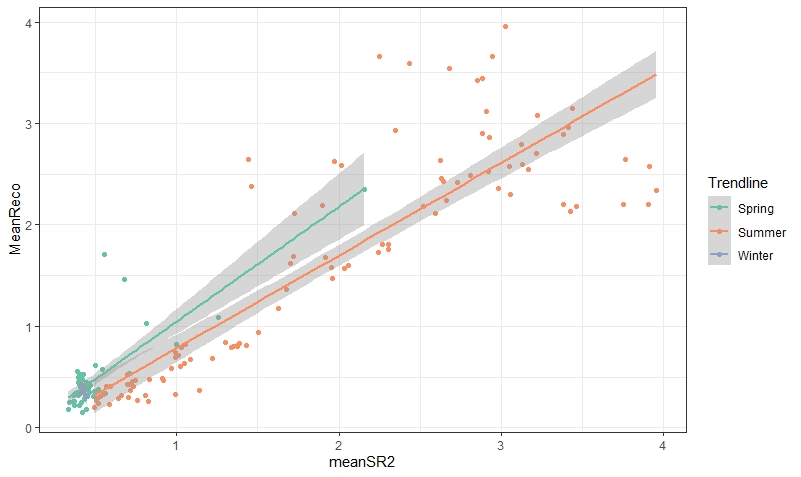 4
3
2
1
0
MeanReco
1
2
3
4
meanSR2
Trendline
Spring
Summer
Winter